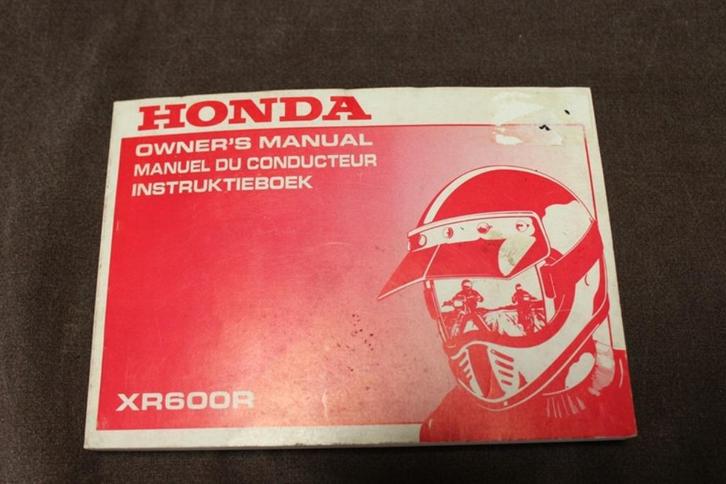 HONDA
OWNER'S MANUAL
MANUEL DU CONDUCTEUR
INSTRUKTIEBOEK
XR600R